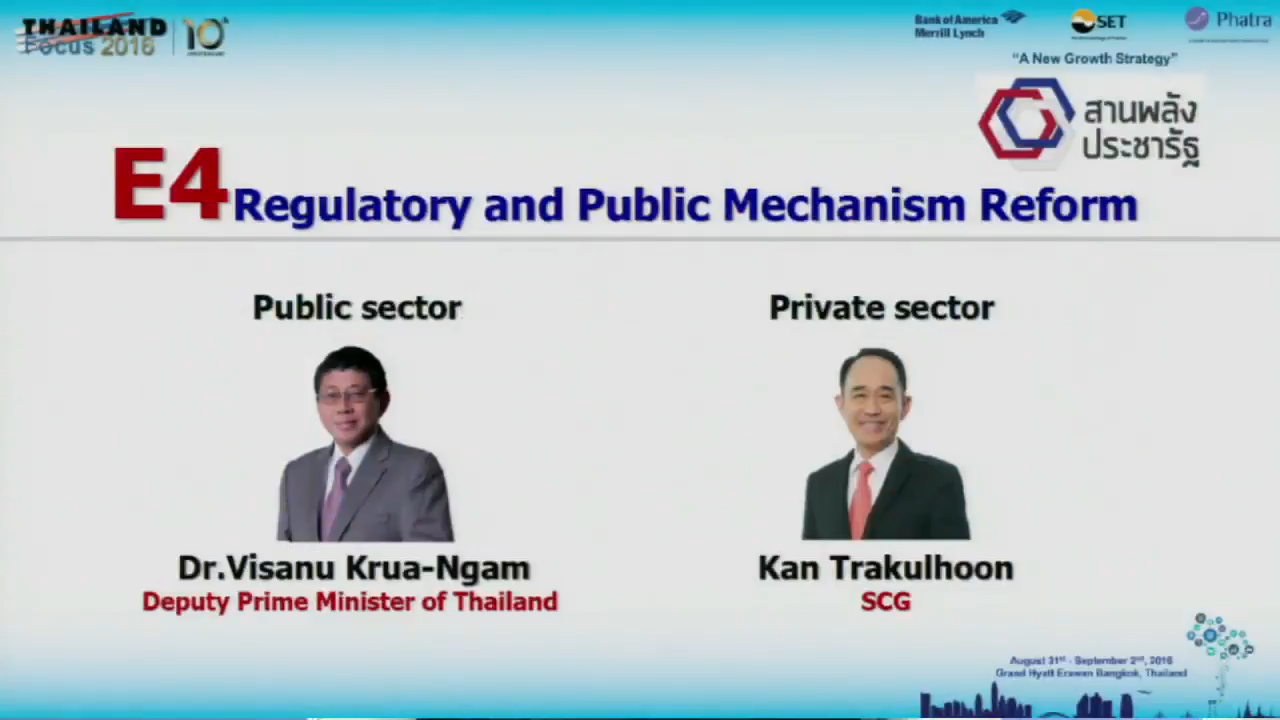 THAILAND
Focus 2016
10th
Bank of America
Merrill Lynch
SET
Phatra
“A New Growth Strategy”
สานพลัง
ประชารัฐ
E4 Regulatory and Public Mechanism Reform
Public sector
Private sector
Dr.Visanu Krua-Ngam
Deputy Prime Minister of Thailand
Kan Trakulhoon
SCG
August 31st - September 2nd, 2016
Grand Hyatt Erawan Bangkok, Thailand